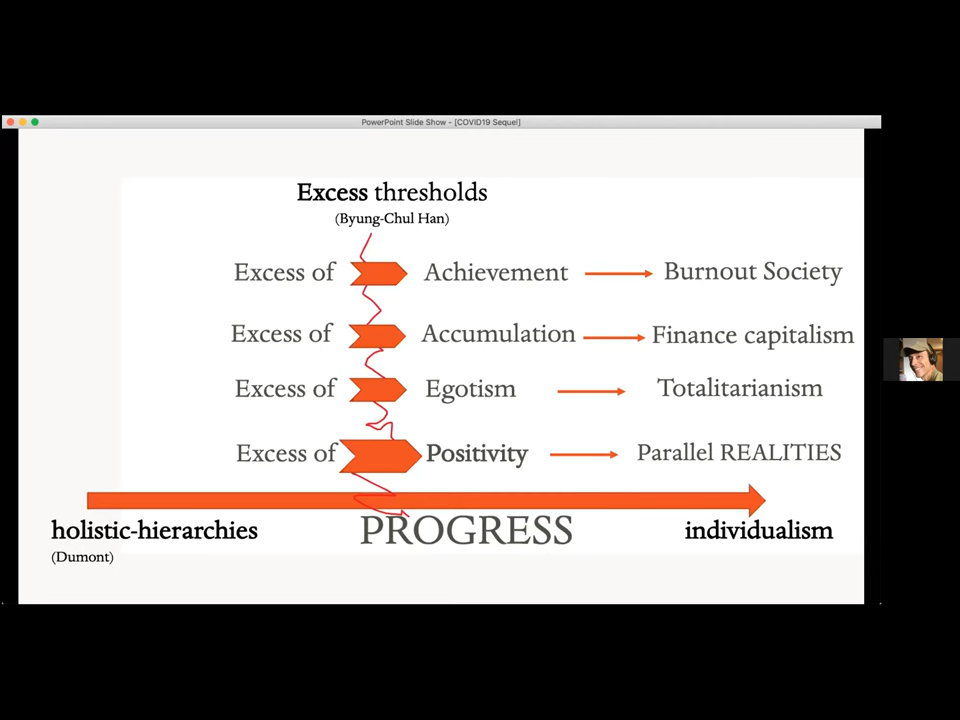 PowerPoint Slide Show - [COVID19 Sequel]
Excess thresholds
(Byung-Chul Han)
Excess of Achievement Burnout Society
Excess of Accumulation Finance capitalism
Excess of Egotism Totalitarianism
Excess of Positivity Parallel REALITIES
holistic-hierarchies PROGRESS individualism
(Dumont)